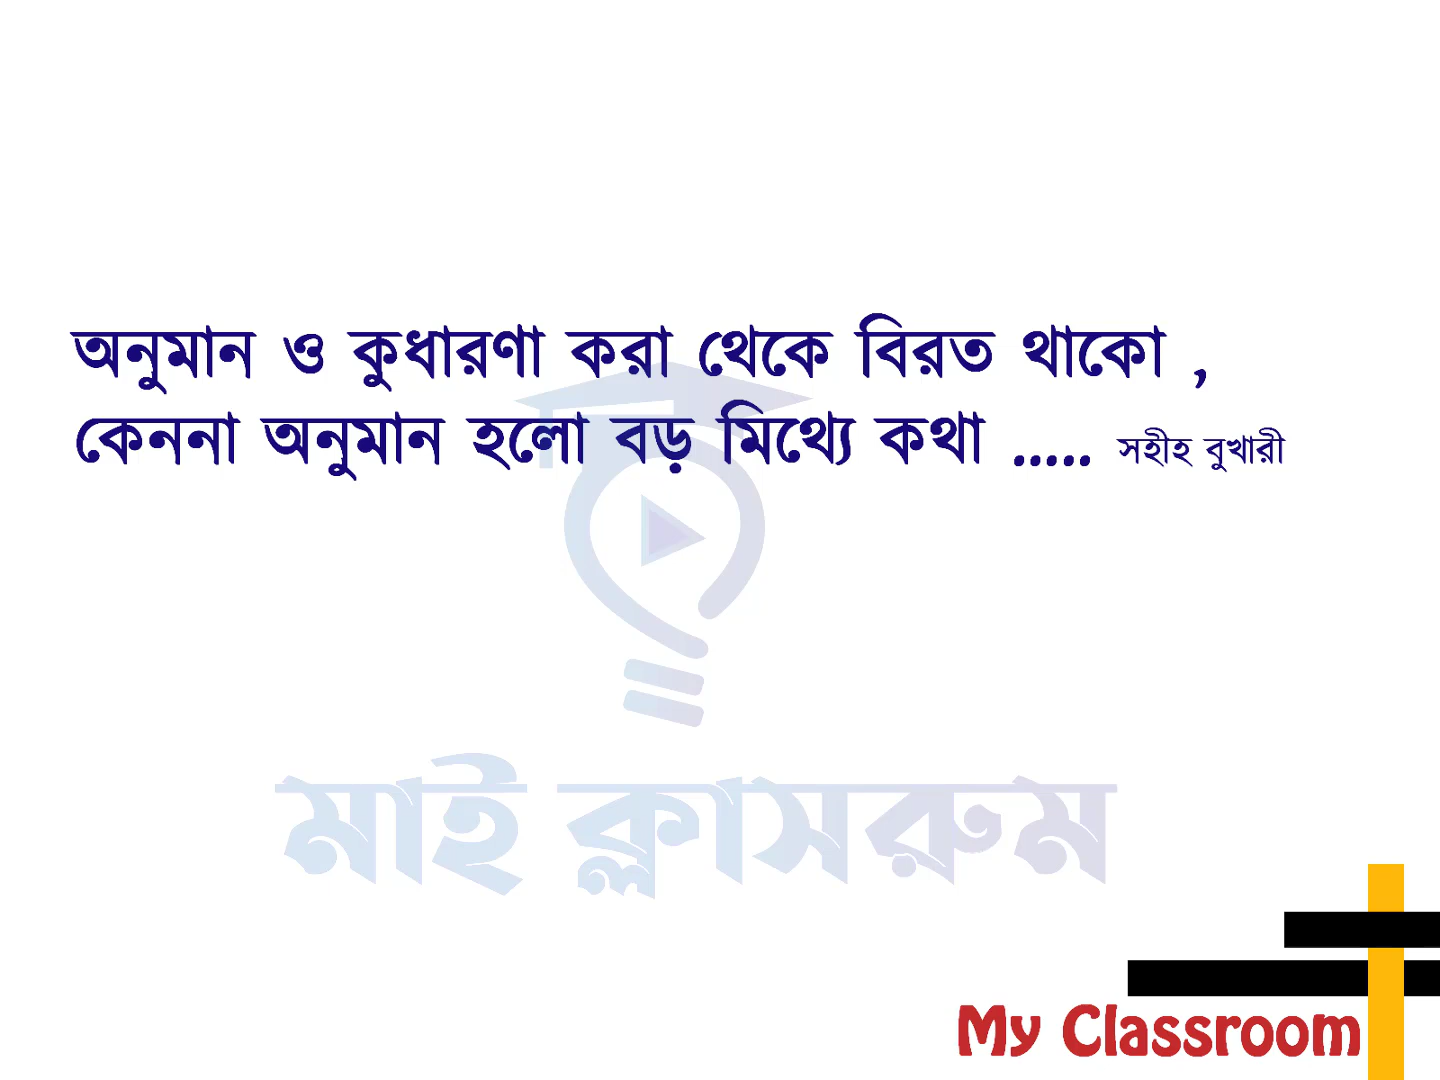 অনুমান ও কুধারণা করা থেকে বিরত থাকো ,
কেননা অনুমান হলো বড় মিথ্যে কথা ..... সহীহ বুখারী
মাই ক্লাসরুম
My Classroom